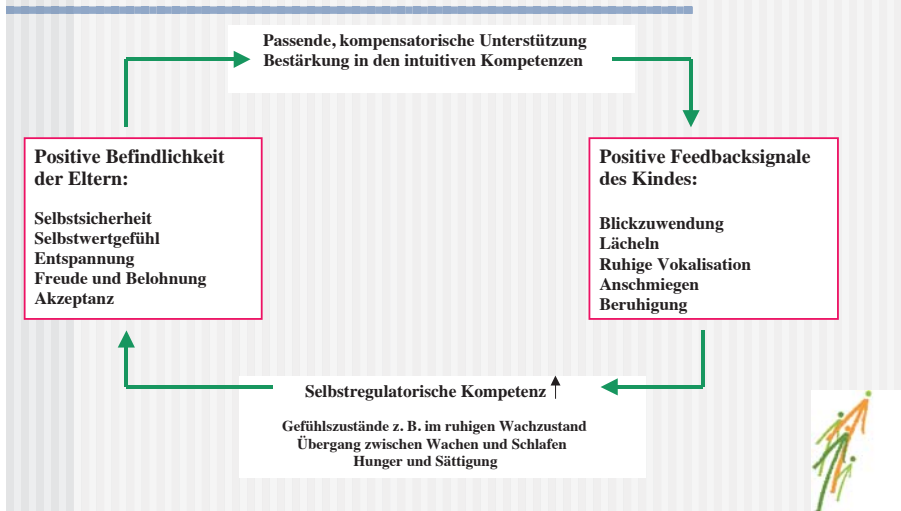 Passende, kompensatorische Unterstützung
Bestärkung in den intuitiven Kompetenzen
Positive Befindlichkeit
der Eltern:
Selbstsicherheit
Selbstwertgefühl
Entspannung
Freude und Belohnung
Akzeptanz
Positive Feedbacksignale
des Kindes:
Blickzuwendung
Lächeln
Ruhige Vokalisation
Anschmiegen
Beruhigung
Selbstregulatorische Kompetenz
Gefühlszustände z. B. im ruhigen Wachzustand
Übergang zwischen Wachen und Schlafen
Hunger und Sättigung